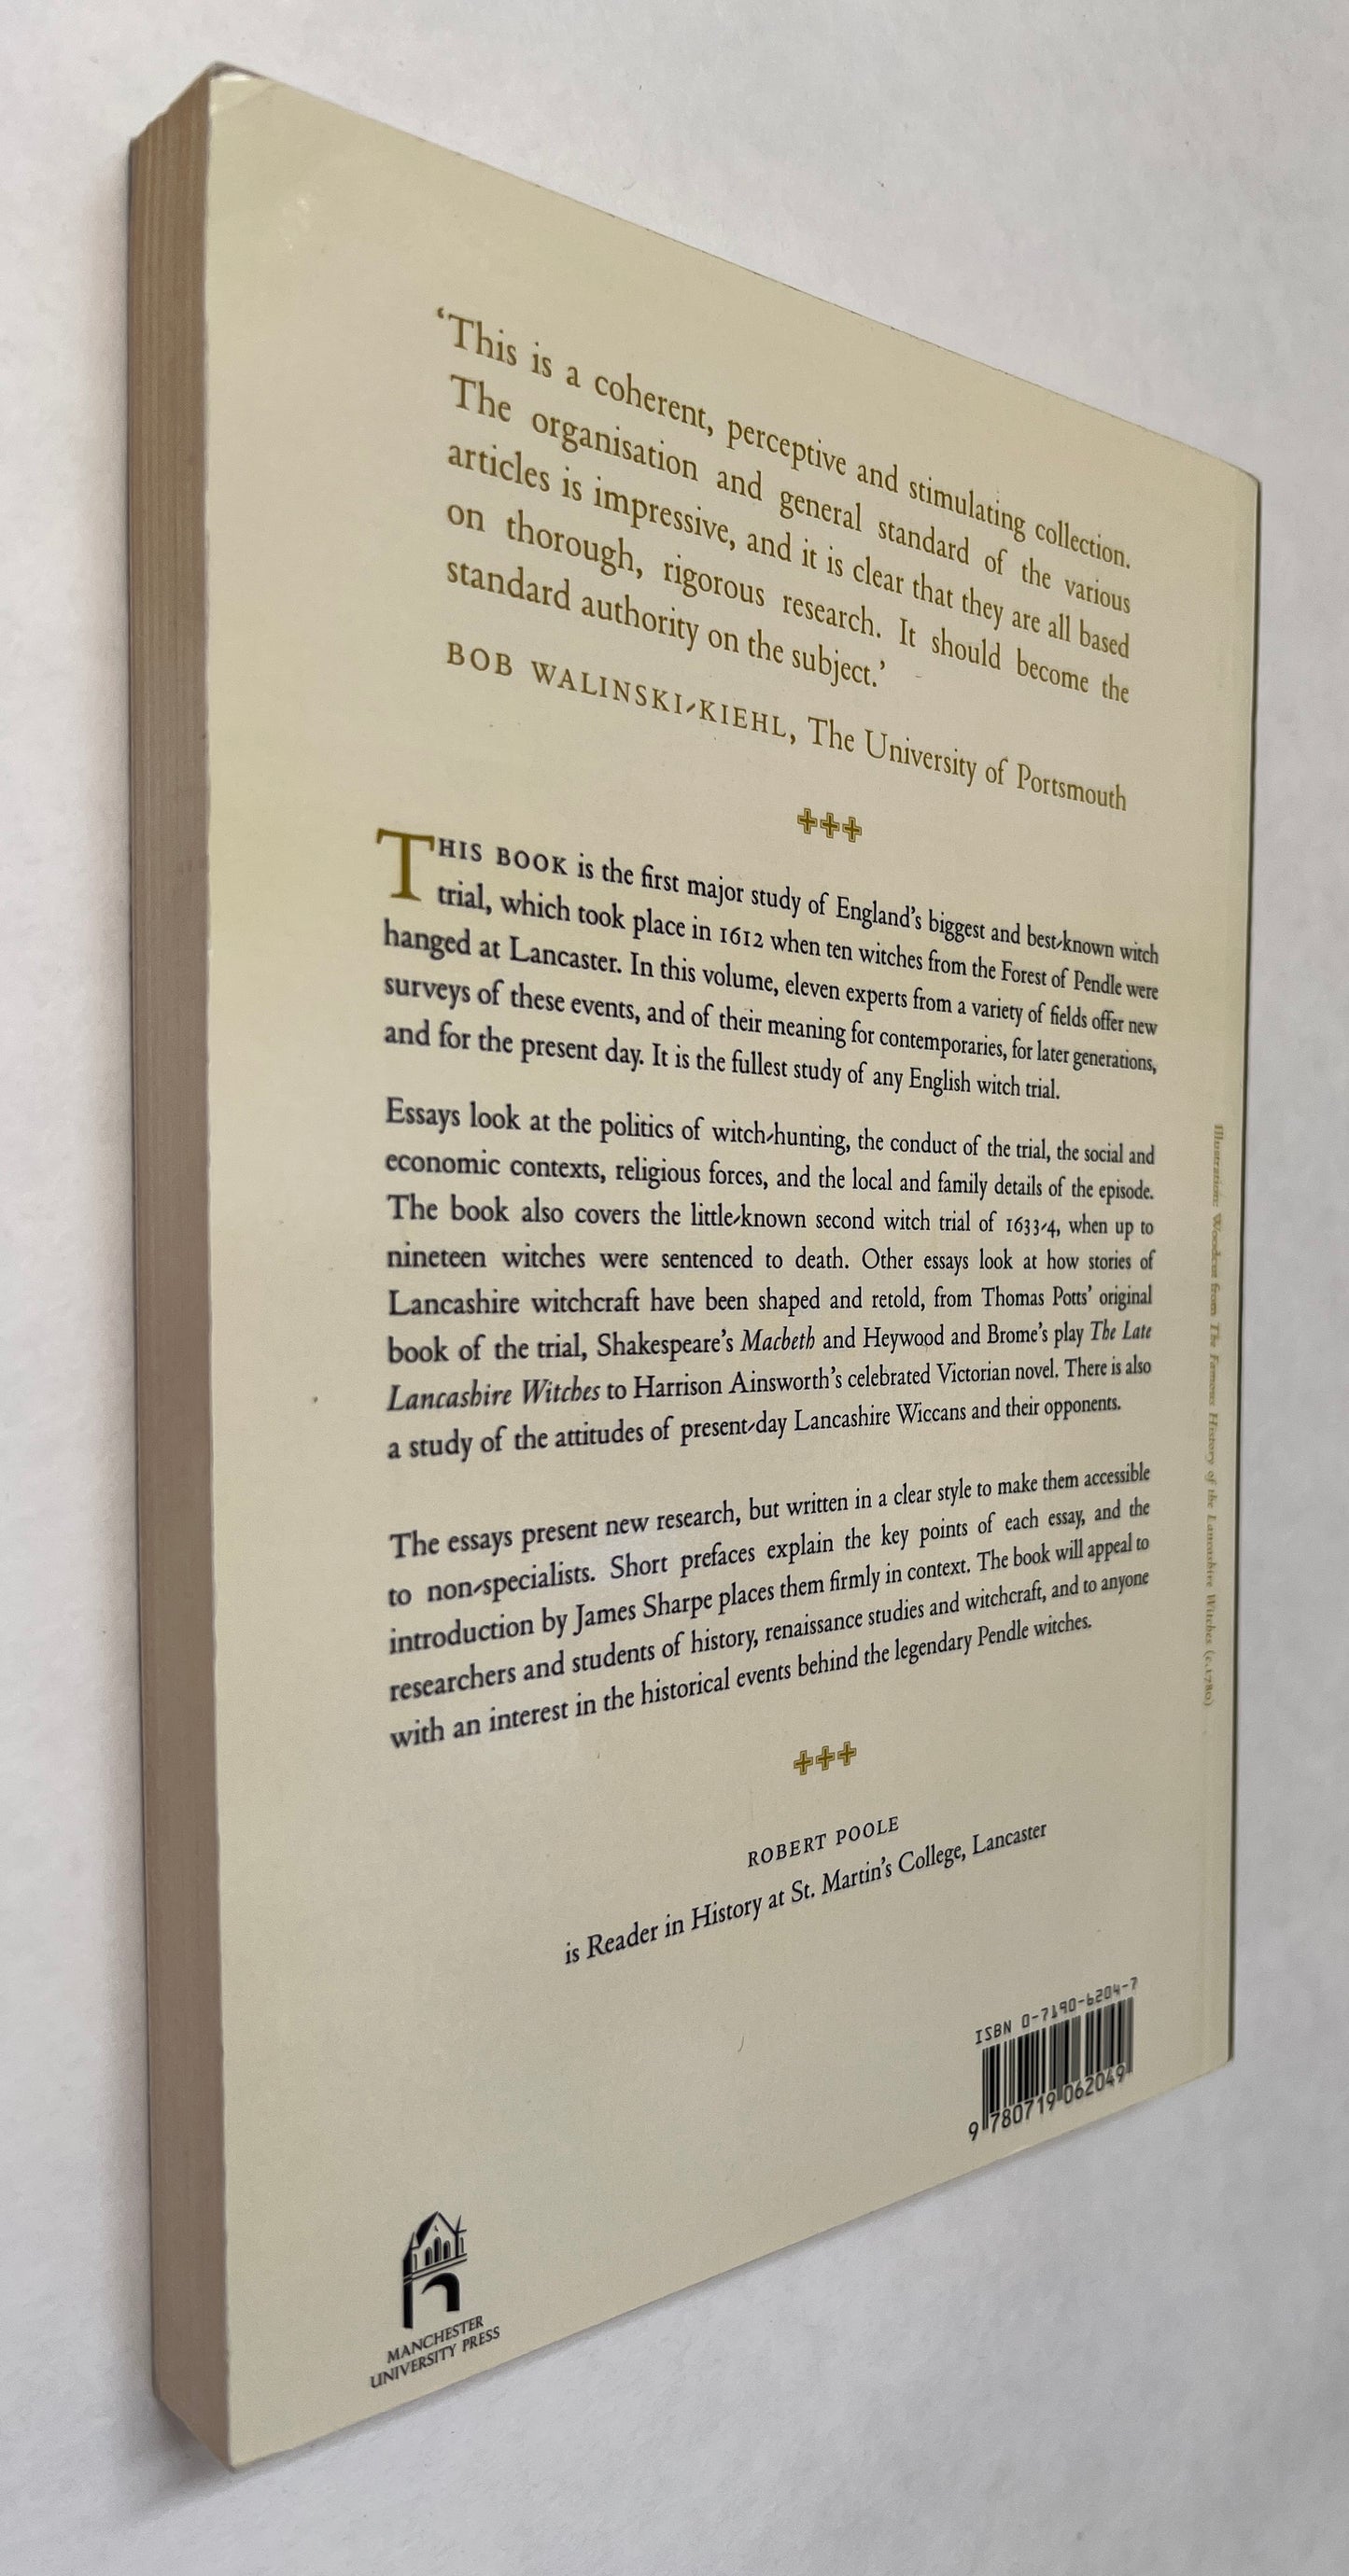 ‘This is a coherent, perceptive and stimulating collection.
The organisation and general standard of the various
articles is impressive, and it is clear that they are all based
on thorough, rigorous research. It should become the
standard authority on the subject.’
BOB WALINSKI-KIEHL, The University of Portsmouth
THIS BOOK is the first major study of England’s biggest and best-known witch
trial, which took place in 1612 when ten witches from the Forest of Pendle were
hanged at Lancaster. In this volume, eleven experts from a variety of fields offer new
surveys of these events, and of their meaning for contemporaries, for later generations,
and for the present day. It is the fullest study of any English witch trial.
Essays look at the politics of witch-hunting, the conduct of the trial, the social and
economic contexts, religious forces, and the local and family details of the episode.
The book also covers the little-known second witch trial of 1633-4, when up to
nineteen witches were sentenced to death. Other essays look at how stories of
Lancashire witchcraft have been shaped and retold, from Thomas Potts’ original
book of the trial, Shakespeare’s Macbeth and Heywood and Brome’s play The Late
Lancashire Witches to Harrison Ainsworth’s celebrated Victorian novel. There is also
a study of the attitudes of present-day Lancashire Wiccans and their opponents.
The essays present new research, but written in a clear style to make them accessible
to non-specialists. Short prefaces explain the key points of each essay, and the
introduction by James Sharpe places them firmly in context. The book will appeal to
researchers and students of history, renaissance studies and witchcraft, and to anyone
with an interest in the historical events behind the legendary Pendle witches.
ROBERT POOLE
is Reader in History at St. Martin’s College, Lancaster
Illustration: Woodcut from The Famous History of the Lancashire Witches (c.1780)
ISBN 0-7190-6204-7
9 780719 062049
MANCHESTER
UNIVERSITY PRESS